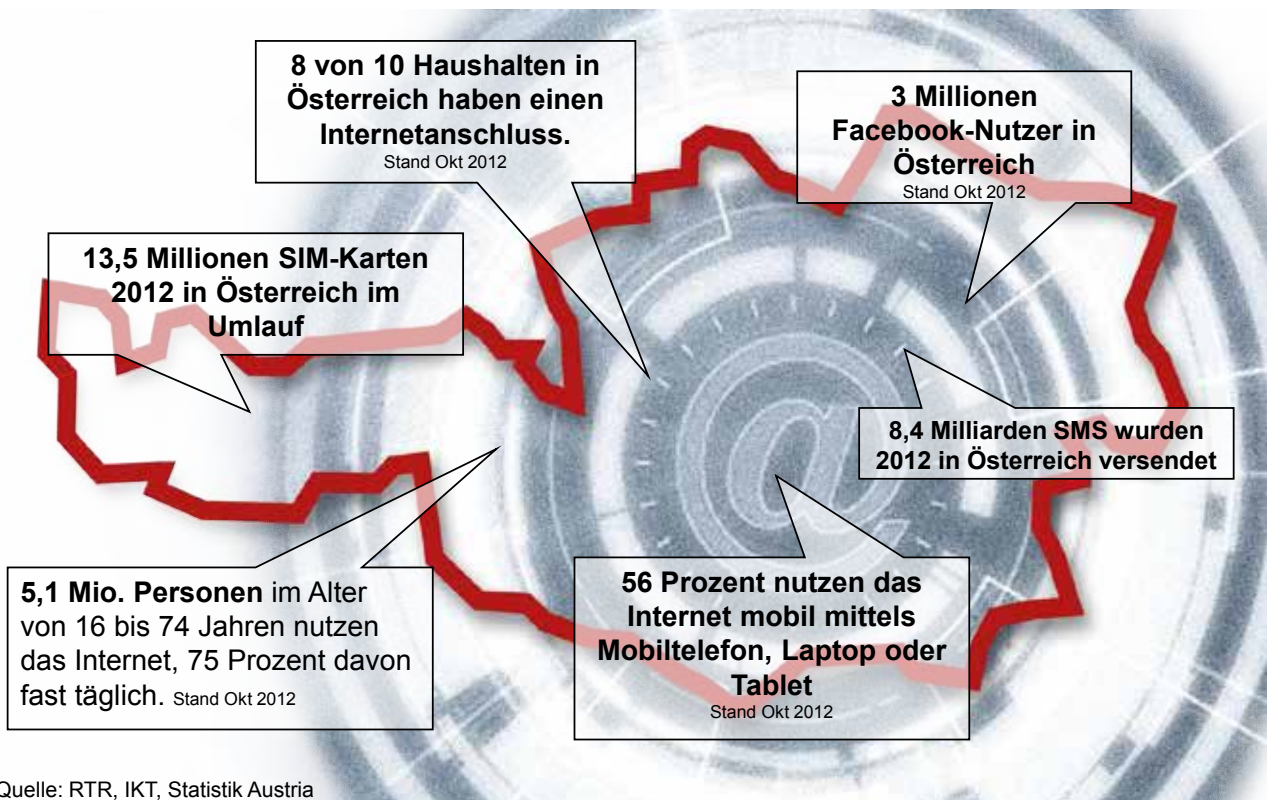 8 von 10 Haushalten in
Österreich haben einen
Internetanschluss.
Stand Okt 2012
3 Millionen
Facebook-Nutzer in
Österreich
Stand Okt 2012
13,5 Millionen SIM-Karten
2012 in Österreich im
Umlauf
8,4 Milliarden SMS wurden
2012 in Österreich versendet
5,1 Mio. Personen im Alter
von 16 bis 74 Jahren nutzen
das Internet, 75 Prozent davon
fast täglich. Stand Okt 2012
56 Prozent nutzen das
Internet mobil mittels
Mobiltelefon, Laptop oder
Tablet
Stand Okt 2012
@
Quelle: RTR, IKT, Statistik Austria